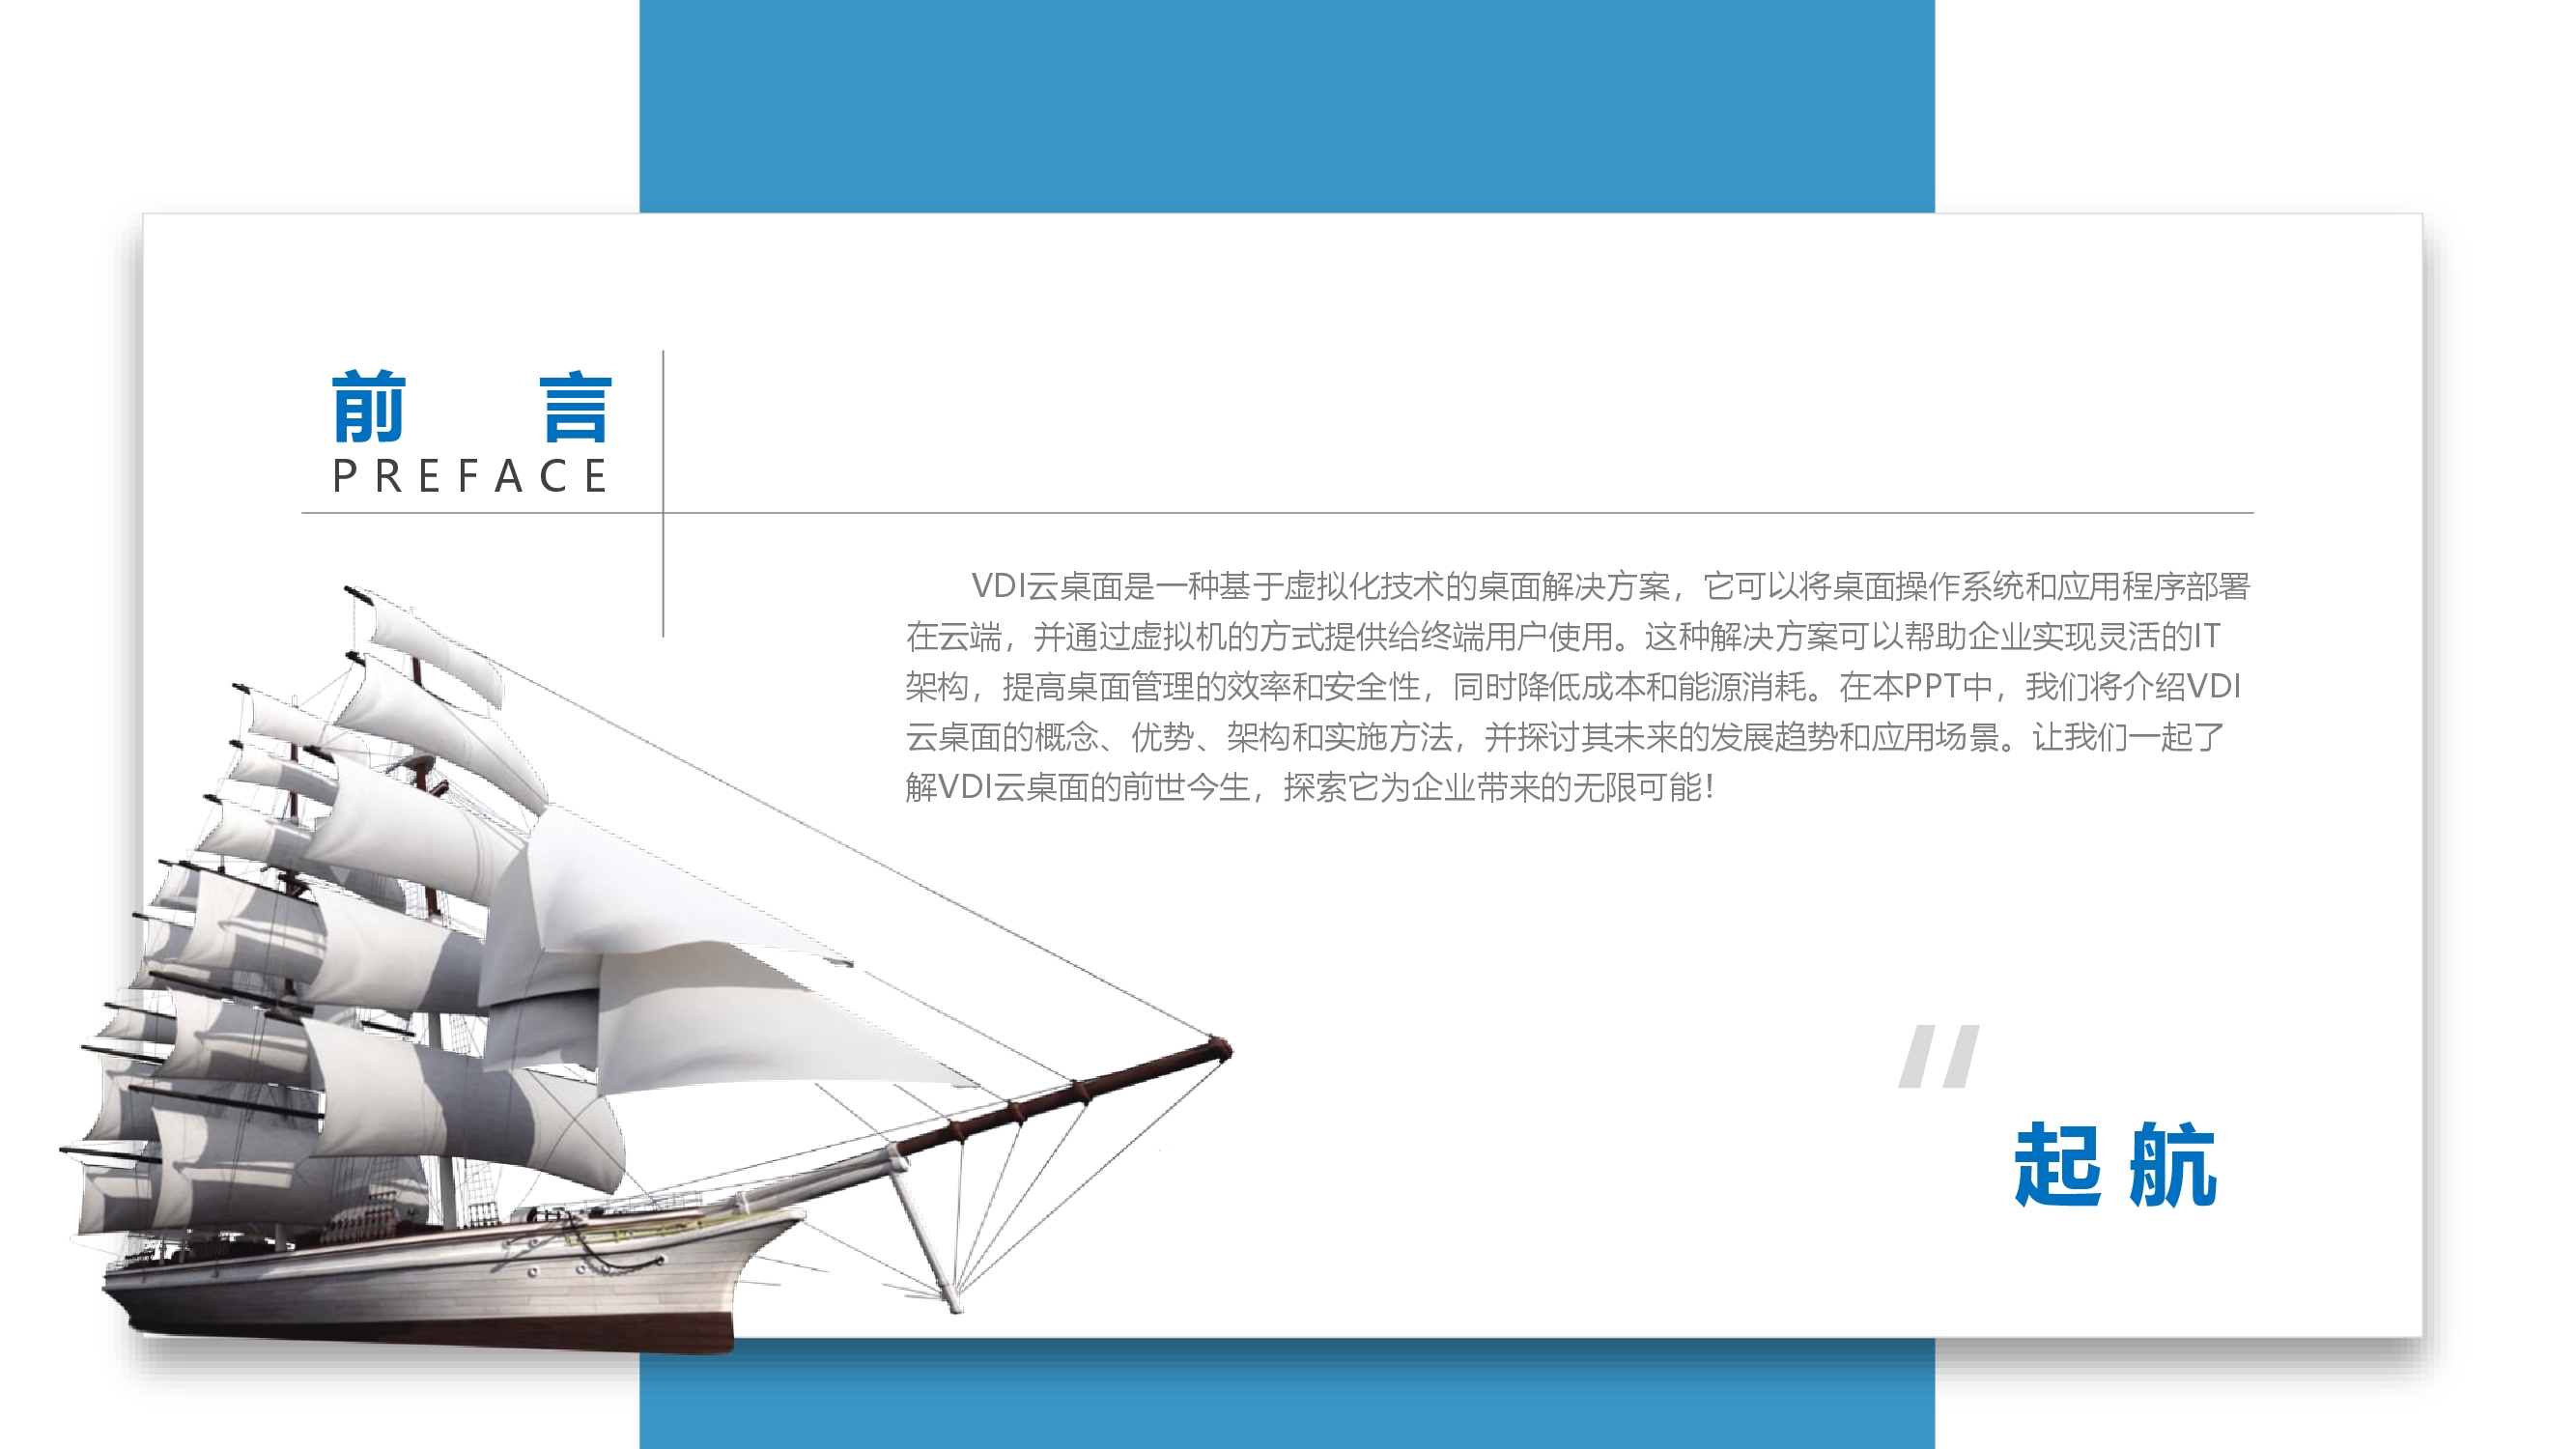 前 言
PREFACE
VDI云桌面是一种基于虚拟化技术的桌面解决方案，它可以将桌面操作系统和应用程序部署
在云端，并通过虚拟机的方式提供给终端用户使用。这种解决方案可以帮助企业实现灵活的IT
架构，提高桌面管理的效率和安全性，同时降低成本和能源消耗。在本PPT中，我们将介绍VDI
云桌面的概念、优势、架构和实施方法，并探讨其未来的发展趋势和应用场景。让我们一起了
解VDI云桌面的前世今生，探索它为企业带来的无限可能！
"
起航